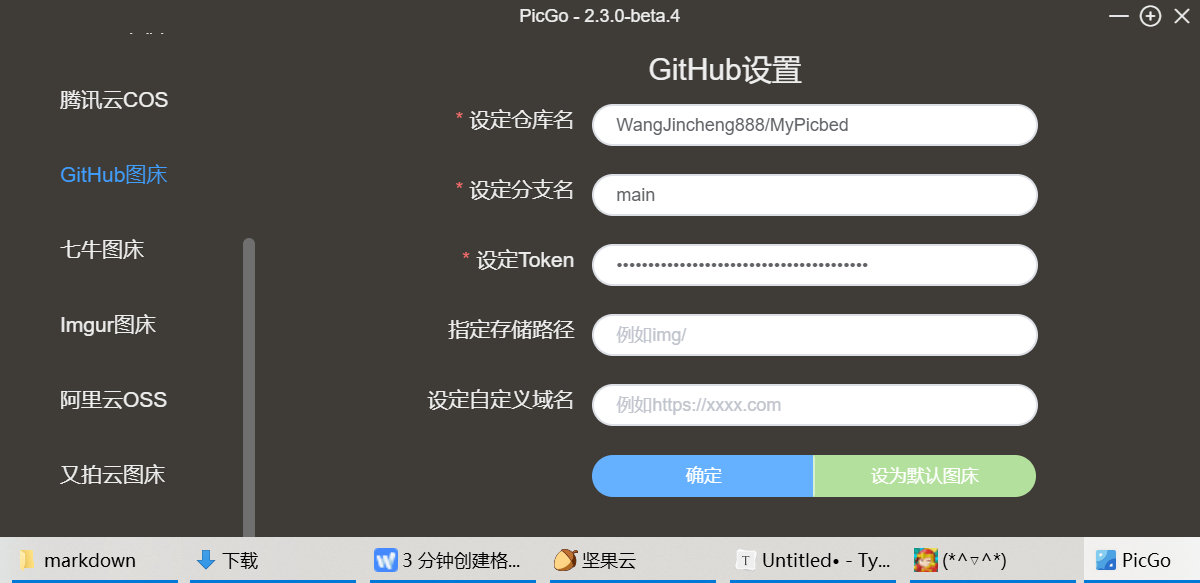 PicGo - 2.3.0-beta.4
GitHub设置
腾讯云COS
GitHub图床
七牛图床
Imgur图床
阿里云OSS
又拍云图床
* 设定仓库名
WangJincheng888/MyPicbed
* 设定分支名
main
* 设定Token
••••••••••••••••••••••••••••••••••••••••
指定存储路径
例如img/
设定自定义域名
例如https://xxxx.com
确定
设为默认图床
markdown
下载
3 分钟创建格...
坚果云
Untitled• - Ty...
(*^▽^*)
PicGo